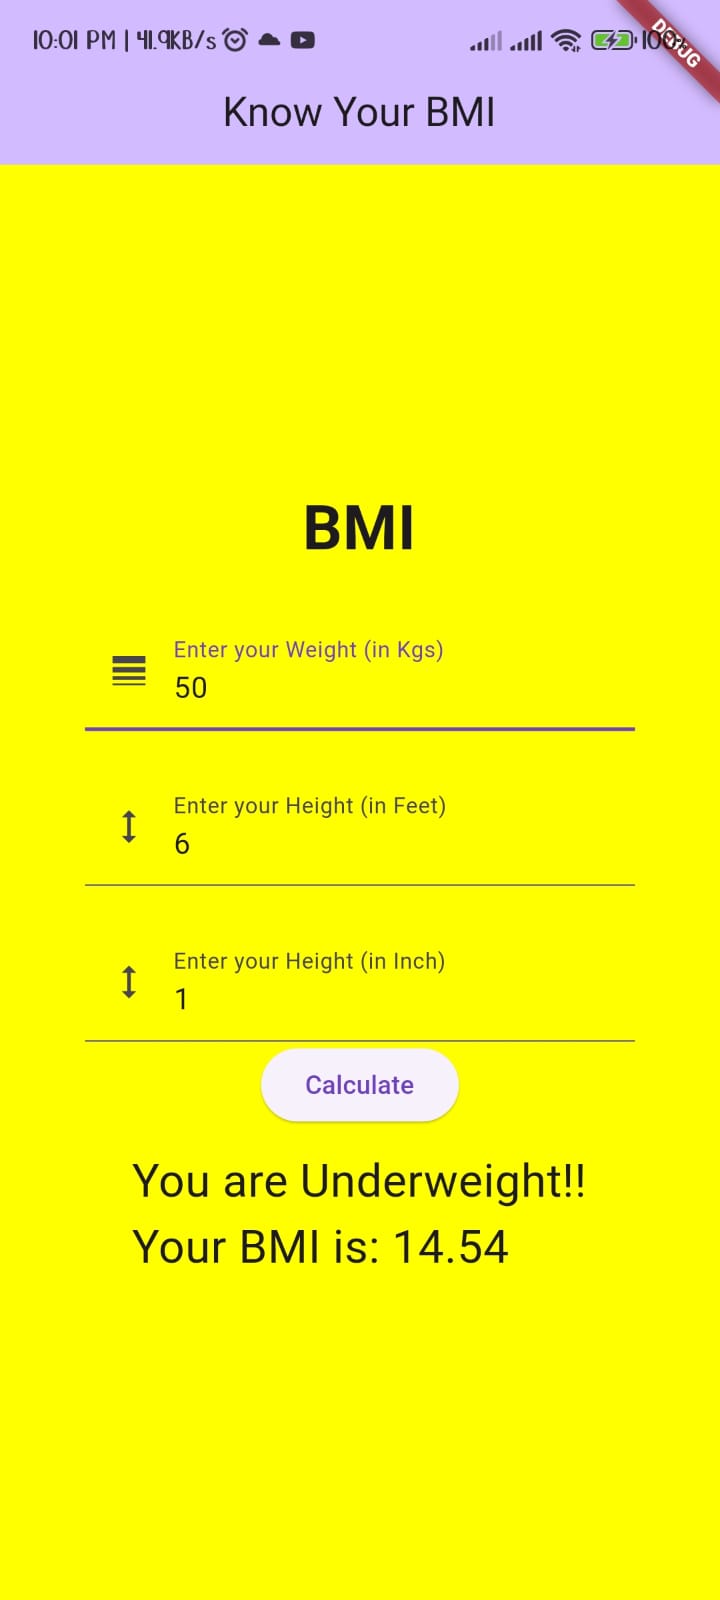 10:01 PM | 41.9KB/s
100
DEBUG
Know Your BMI
BMI
Enter your Weight (in Kgs)
50
Enter your Height (in Feet)
6
Enter your Height (in Inch)
1
Calculate
You are Underweight!!
Your BMI is: 14.54